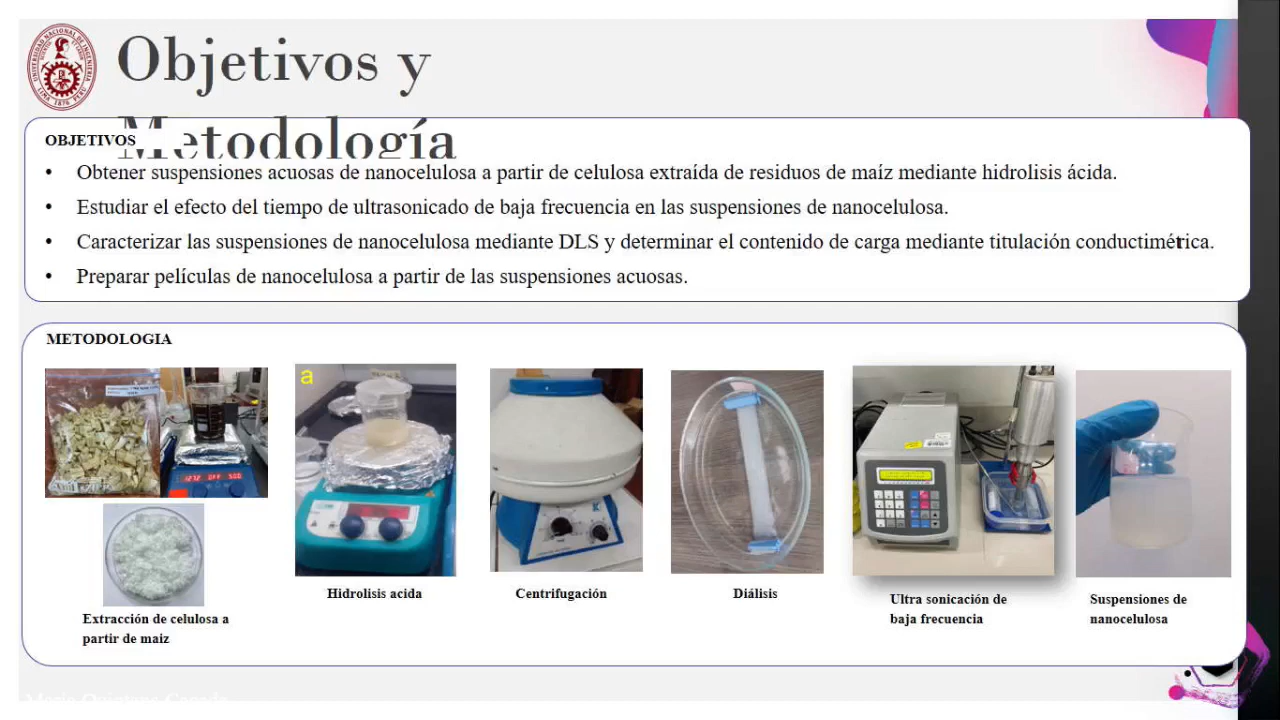 Objetivos y
Metodología
OBJETIVOS
• Obtener suspensiones acuosas de nanocelulosa a partir de celulosa extraída de residuos de maíz mediante hidrolisis ácida.
• Estudiar el efecto del tiempo de ultrasonicado de baja frecuencia en las suspensiones de nanocelulosa.
• Caracterizar las suspensiones de nanocelulosa mediante DLS y determinar el contenido de carga mediante titulación conductimétrica.
• Preparar películas de nanocelulosa a partir de las suspensiones acuosas.
METODOLOGIA
a
Extracción de celulosa a
partir de maiz
Hidrolisis acida
Centrifugación
Diálisis
Ultra sonicación de
baja frecuencia
Suspensiones de
nanocelulosa